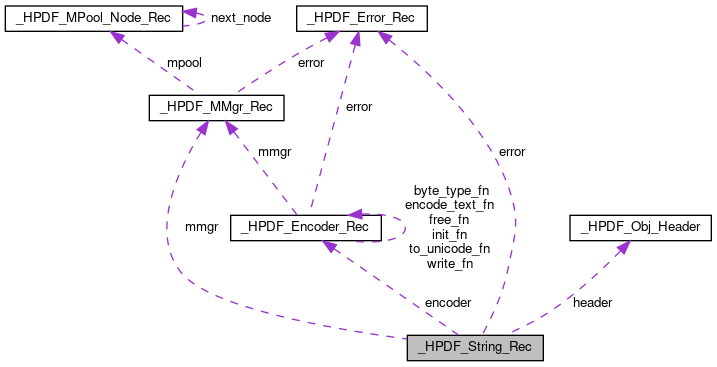 _HPDF_MPool_Node_Rec
next_node
_HPDF_Error_Rec
mpool
error
_HPDF_MMgr_Rec
error
mmgr
error
byte_type_fn
encode_text_fn
free_fn
init_fn
to_unicode_fn
write_fn
mmgr
_HPDF_Encoder_Rec
_HPDF_Obj_Header
encoder
header
_HPDF_String_Rec